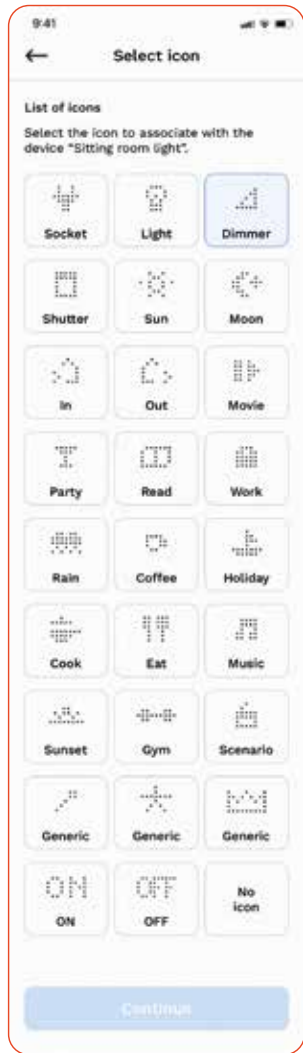 9:41
Select icon
List of icons
Select the icon to associate with the
device “Sitting room light”.
Socket Light Dimmer
Shutter Sun Moon
In Out Movie
Party Read Work
Rain Coffee Holiday
Cook Eat Music
Sunset Gym Scenario
Generic Generic Generic
ON OFF
ON OFF No
icon
Continue